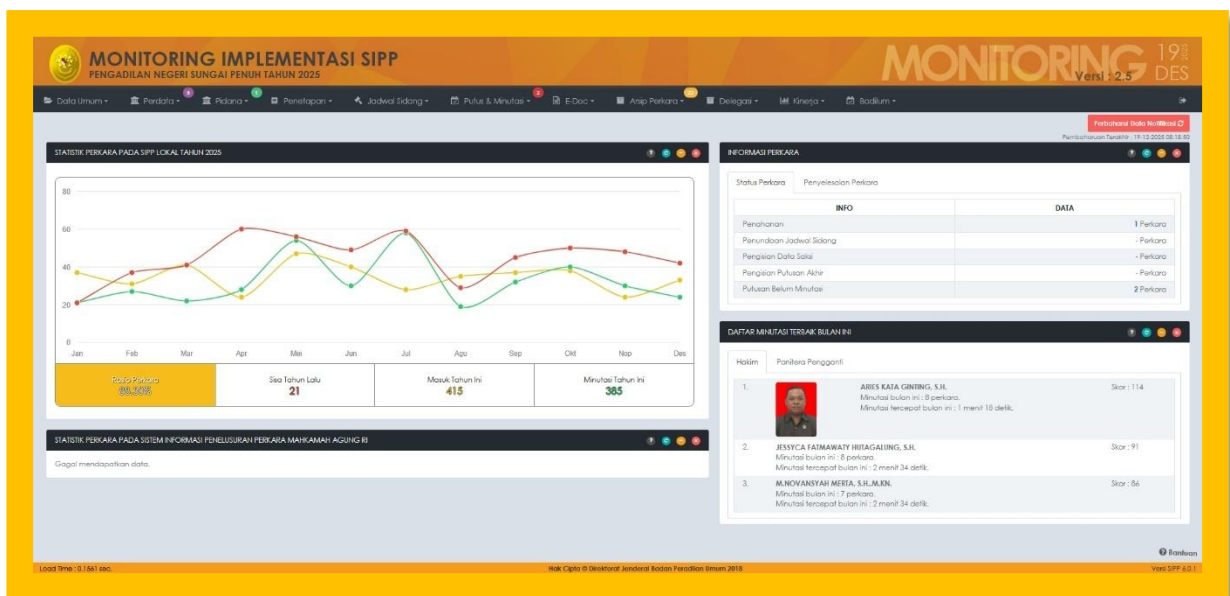 MONITORING IMPLEMENTASI SIPP
PENGADILAN NEGERI SUNGAI PENUH TAHUN 2025
MONITORING
Versi : 2.5
19 2025
DES
Data Umum
Perdata
Pidana
1
Penetapan
Jadwal Sidang
Putus & Minutasi
2
E-Doc
Arsip Perkara
Delegasi
Kinerja
Badilum
Perbaharui Data Notifikasi
Pembaharuan Terakhir : 19-12-2025 08:18:50
STATISTIK PERKARA PADA SIPP LOKAL TAHUN 2025
80
60
40
20
0
Jan Feb Mar Apr Mei Jun Jul Agu Sep Okt Nop Des
Rasio Perkara
Sisa Tahun Lalu
Masuk Tahun Ini
Minutasi Tahun Ini
21
415
385
STATISTIK PERKARA PADA SISTEM INFORMASI PENELUSURAN PERKARA MAHKAMAH AGUNG RI
Gagal mendapatkan data.
INFORMASI PERKARA
Status Perkara
Penyelesaian Perkara
INFO DATA
Penahanan 1 Perkara
Penundaan Jadwal Sidang - Perkara
Pengisian Data Saksi - Perkara
Pengisian Putusan Akhir - Perkara
Putusan Belum Minutasi 2 Perkara
DAFTAR MINUTASI TERBAIK BULAN INI
Hakim
Panitera Pengganti
1. ARIES KATA GINTING, S.H. Skor : 114
Minutasi bulan ini : 8 perkara.
Minutasi tercepat bulan ini : 1 menit 18 detik.
2. JESSYCA FATMAWATY HUTAGALUNG, S.H. Skor : 91
Minutasi bulan ini : 8 perkara.
Minutasi tercepat bulan ini : 2 menit 34 detik.
3. M.NOVANSYAH MERTA, S.H.,M.KN. Skor : 86
Minutasi bulan ini : 7 perkara.
Minutasi tercepat bulan ini : 2 menit 34 detik.
Bantuan
Load Time : 0.1561 sec.
Hak Cipta © Direktorat Jenderal Badan Peradilan Umum 2018
Versi SIPP 6.0.1